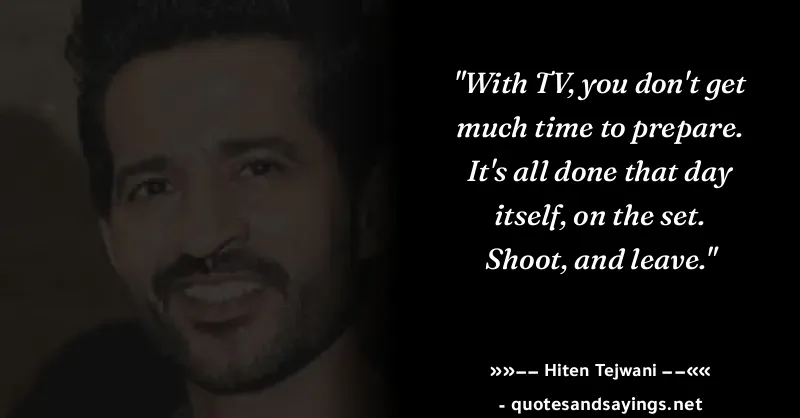 "With TV, you don't get
much time to prepare.
It's all done that day
itself, on the set.
Shoot, and leave."
»»−− Hiten Tejwani −−««
- quotesandsayings.net